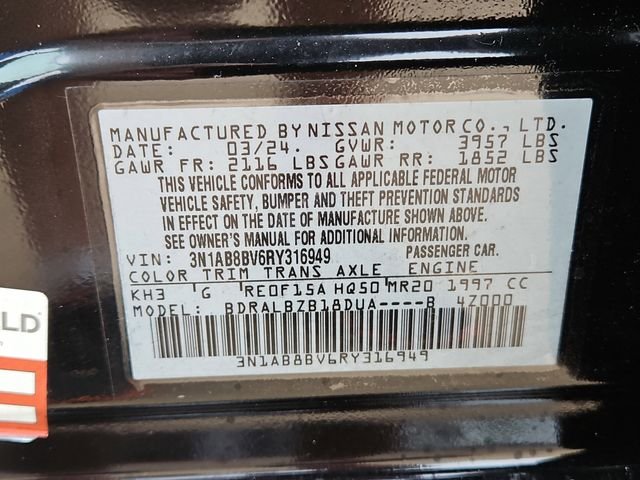 MANUFACTURED BY NISSAN MOTOR CO., LTD.
DATE: 03/24. GVWR: 3957 LBS
GAWR FR: 2116 LBS GAWR RR: 1852 LBS
THIS VEHICLE CONFORMS TO ALL APPLICABLE FEDERAL MOTOR
VEHICLE SAFETY, BUMPER AND THEFT PREVENTION STANDARDS
IN EFFECT ON THE DATE OF MANUFACTURE SHOWN ABOVE.
SEE OWNER'S MANUAL FOR ADDITIONAL INFORMATION.
VIN: 3N1AB8BV6RY316949 PASSENGER CAR.
COLOR TRIM TRANS AXLE ENGINE
KH3 G RE0F15A HQ50 MR20 1997 CC
MODEL: BDRALBZB18DUA----B 4Z000
3N1AB8BV6RY316949
LD